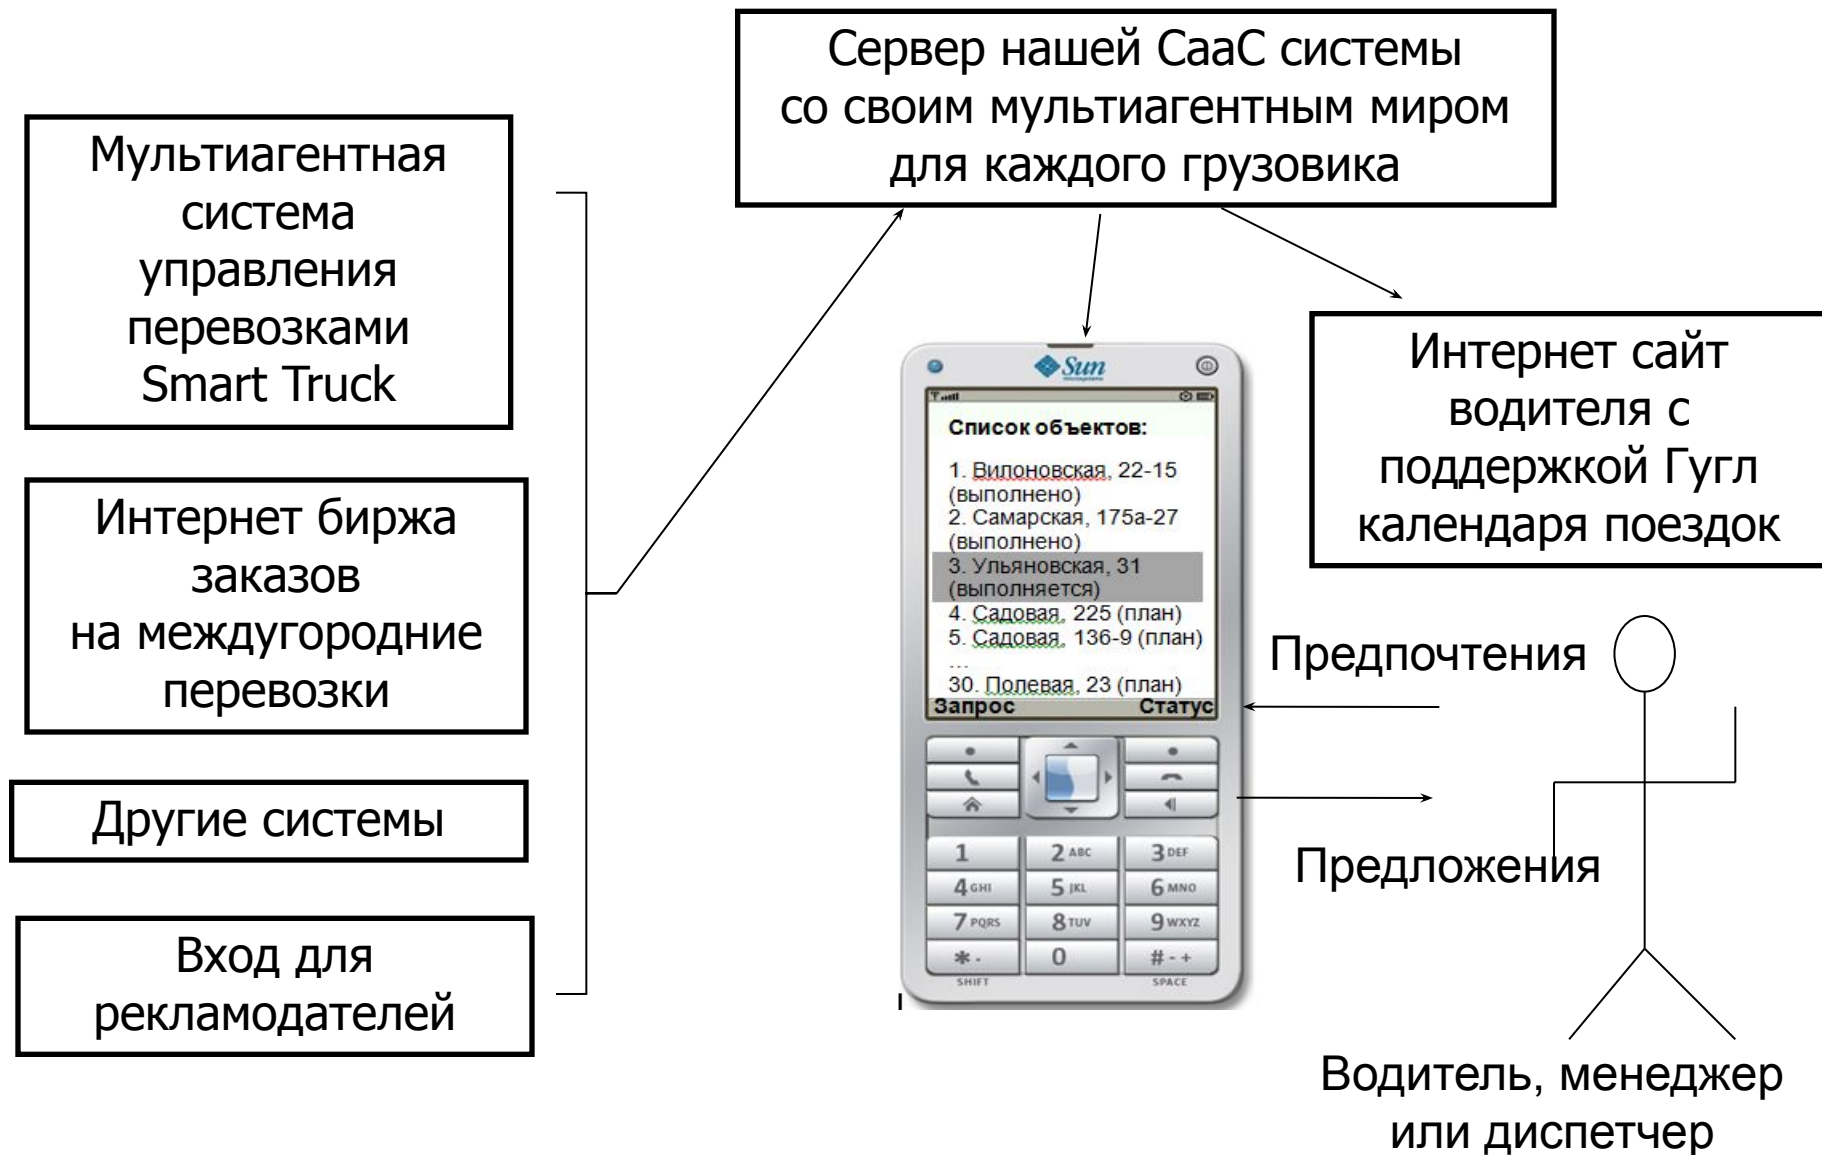 Сервер нашей СааС системы
со своим мультиагентным миром
для каждого грузовика
Мультиагентная
система
управления
перевозками
Smart Truck
Интернет биржа
заказов
на междугородние
перевозки
Другие системы
Вход для
рекламодателей
Sun
Список объектов:
1. Вилоновская, 22-15
(выполнено)
2. Самарская, 175а-27
(выполнено)
3. Ульяновская, 31
(выполняется)
4. Садовая, 225 (план)
5. Садовая, 136-9 (план)
...
30. Полевая, 23 (план)
Запрос Статус
1 2 ABC 3 DEF
4 GHI 5 JKL 6 MNO
7 PQRS 8 TUV 9 WXYZ
* . 0 # - +
SHIFT SPACE
Интернет сайт
водителя с
поддержкой Гугл
календаря поездок
Предпочтения
Предложения
Водитель, менеджер
или диспетчер